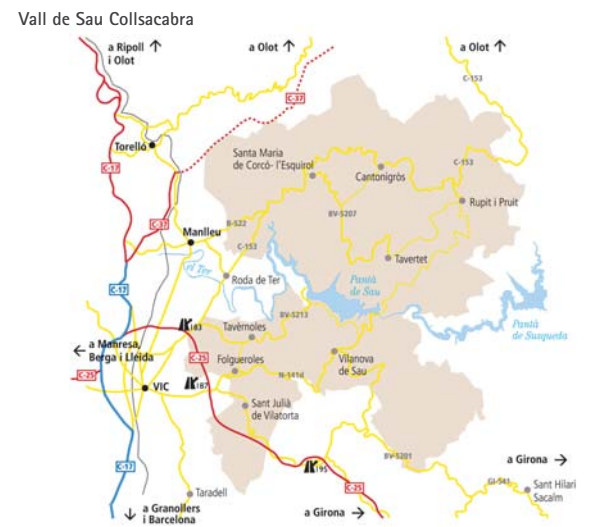 Vall de Sau Collsacabra
a Ripoll
i Olot
a Olot
a Olot
C-153
C-37
Torelló
Santa Maria
de Corcó- l'Esquirol
C-17
Cantonigròs
C-153
Rupit i Pruit
C-37
B-522
BV-5207
Manlleu
C-153
el Ter
Tavertet
Roda de Ter
Pantà
de Sau
C-17
BV-5213
Pantà
de Susqueda
183
Tavèrnoles
a Manresa,
Berga i Lleida
C-25
Folgueroles
Vilanova
de Sau
C-25
187
N-141d
VIC
Sant Julià
de Vilatorta
C-17
195
BV-5201
a Girona
C-25
GI-541
Sant Hilari
Sacalm
Taradell
a Granollers
i Barcelona
a Girona